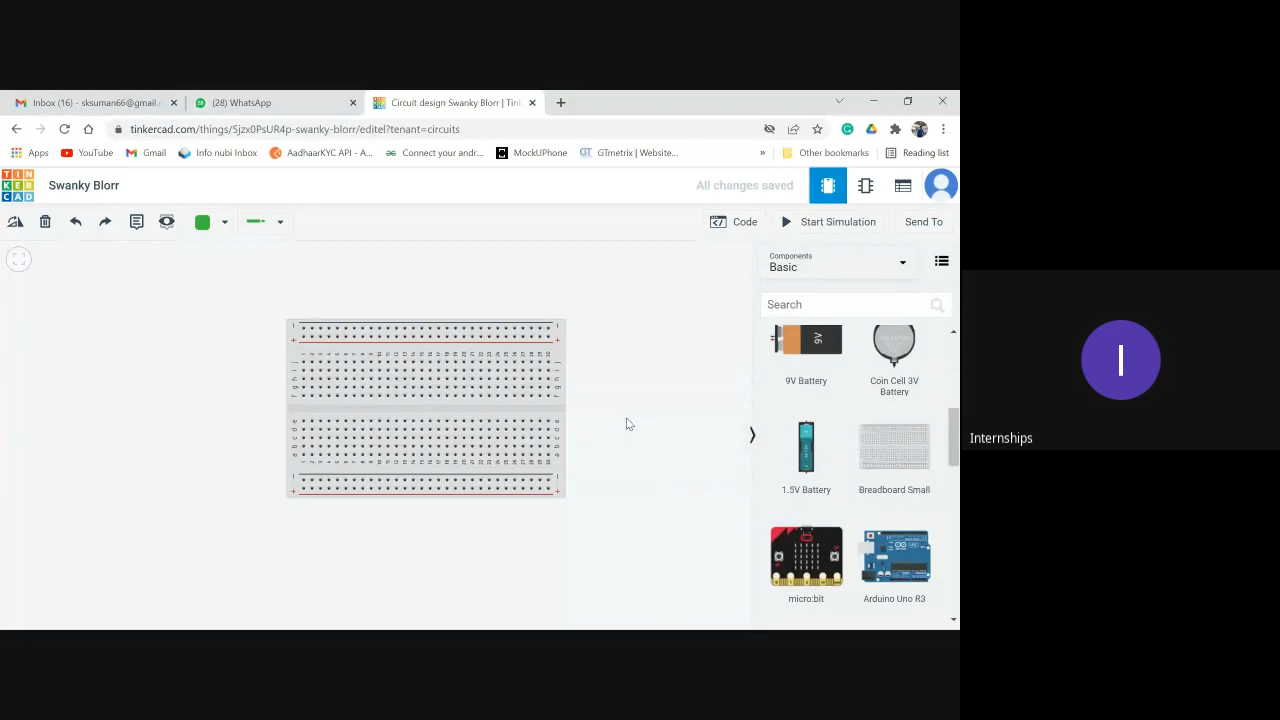 Inbox (16) - sksuman66@gmail.c
(28) WhatsApp
Circuit design Swanky Blorr | Tin
tinkercad.com/things/5jzx0PsUR4p-swanky-blorr/editel?tenant=circuits
Apps YouTube Gmail Info nubi Inbox AadhaarKYC API - A... Connect your andr... MockUPhone GTmetrix | Website... » Other bookmarks Reading list
TIN
KER
CAD
Swanky Blorr
All changes saved
Code Start Simulation Send To
Components
Basic
Search
9V
9V Battery
Coin Cell 3V
Battery
1.5V Battery
Breadboard Small
micro:bit
Arduino Uno R3
I
Internships